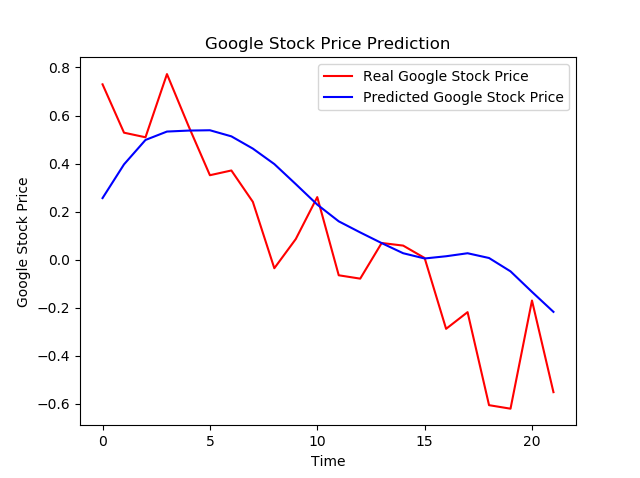 Google Stock Price Prediction
Real Google Stock Price
Predicted Google Stock Price
Google Stock Price
0.8
0.6
0.4
0.2
0.0
−0.2
−0.4
−0.6
0 5 10 15 20
Time